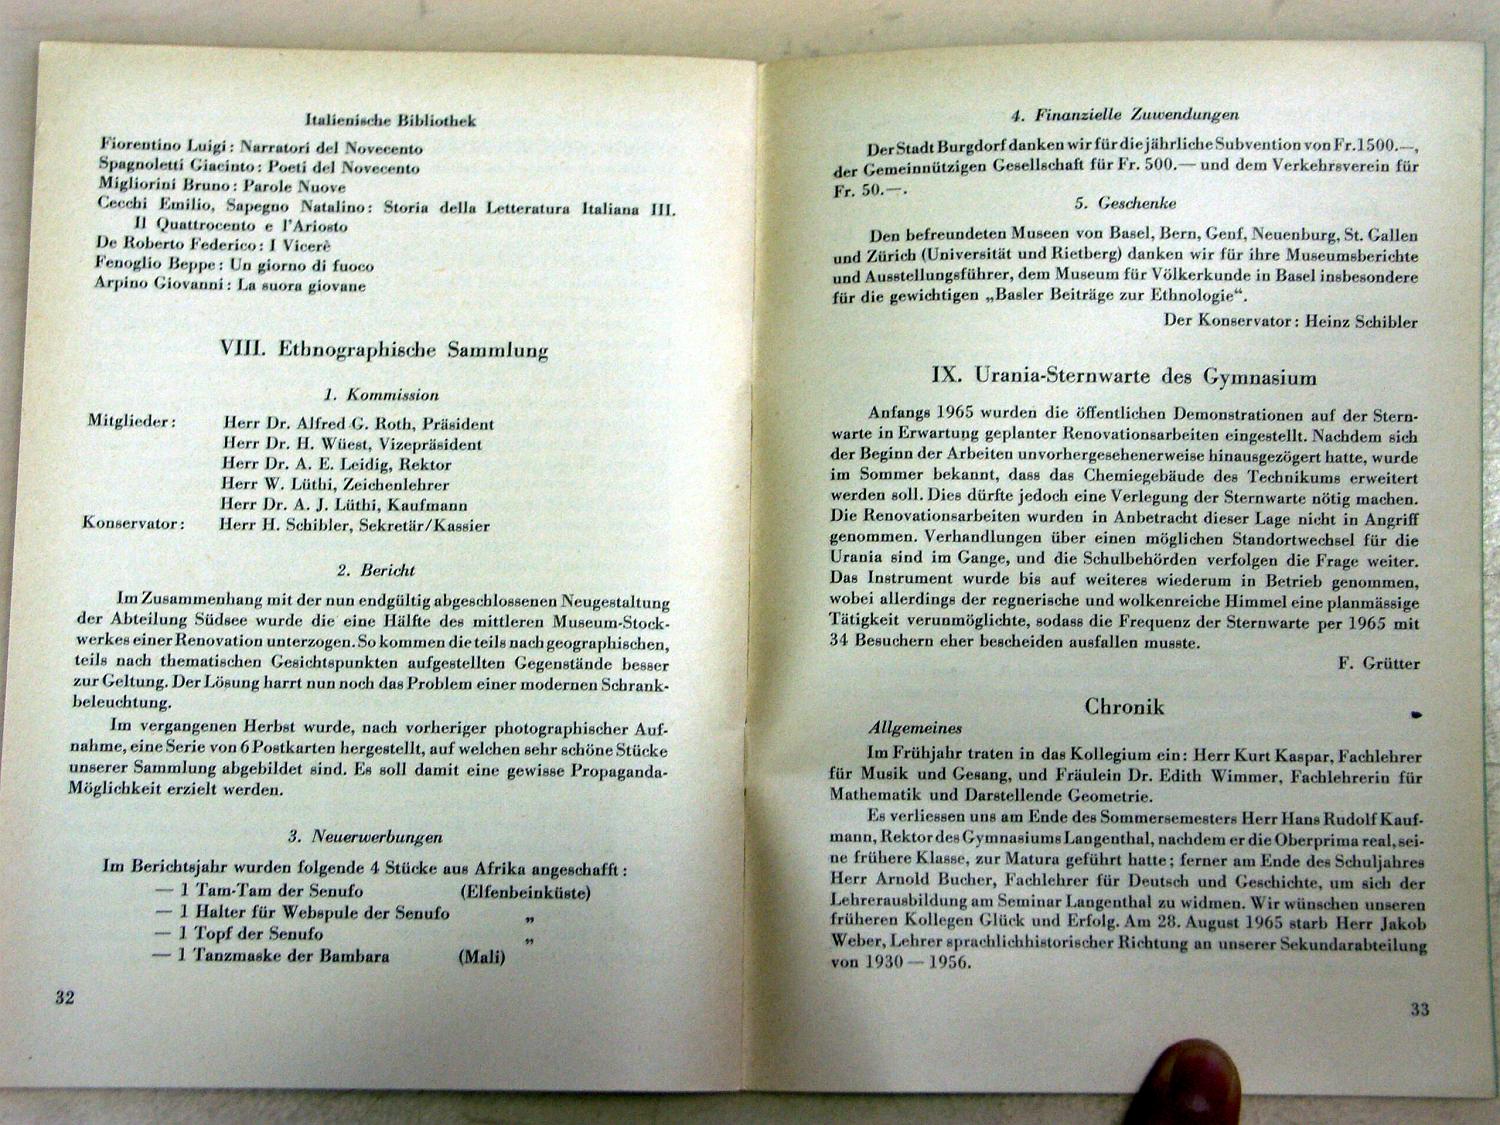 Italienische Bibliothek
Fiorentino Luigi: Narratori del Novecento
Spagnoletti Giacinto: Poeti del Novecento
Migliorini Bruno: Parole Nuove
Cecchi Emilio, Sapegno Natalino: Storia della Letteratura Italiana III.
Il Quattrocento e l'Ariosto
De Roberto Federico: I Vicerè
Fenoglio Beppe: Un giorno di fuoco
Arpino Giovanni: La suora giovane
VIII. Ethnographische Sammlung
1. Kommission
Mitglieder: Herr Dr. Alfred G. Roth, Präsident
Herr Dr. H. Wüest, Vizepräsident
Herr Dr. A. E. Leidig, Rektor
Herr W. Lüthi, Zeichenlehrer
Herr Dr. A. J. Lüthi, Kaufmann
Konservator: Herr H. Schibler, Sekretär/Kassier
2. Bericht
Im Zusammenhang mit der nun endgültig abgeschlossenen Neugestaltung
der Abteilung Südsee wurde die eine Hälfte des mittleren Museum-Stock-
werkes einer Renovation unterzogen. So kommen die teils nach geographischen,
teils nach thematischen Gesichtspunkten aufgestellten Gegenstände besser
zur Geltung. Der Lösung harrt nun noch das Problem einer modernen Schrank-
beleuchtung.
Im vergangenen Herbst wurde, nach vorheriger photographischer Auf-
nahme, eine Serie von 6 Postkarten hergestellt, auf welchen sehr schöne Stücke
unserer Sammlung abgebildet sind. Es soll damit eine gewisse Propaganda-
Möglichkeit erzielt werden.
3. Neuerwerbungen
Im Berichtsjahr wurden folgende 4 Stücke aus Afrika angeschafft:
— 1 Tam-Tam der Senufo (Elfenbeinküste)
— 1 Halter für Webspule der Senufo „
— 1 Topf der Senufo „
— 1 Tanzmaske der Bambara (Mali)
32
4. Finanzielle Zuwendungen
Der Stadt Burgdorf danken wir für die jährliche Subvention von Fr. 1500.—,
der Gemeinnützigen Gesellschaft für Fr. 500.— und dem Verkehrsverein für
Fr. 50.—.
5. Geschenke
Den befreundeten Museen von Basel, Bern, Genf, Neuenburg, St. Gallen
und Zürich (Universität und Rietberg) danken wir für ihre Museumsberichte
und Ausstellungsführer, dem Museum für Völkerkunde in Basel insbesondere
für die gewichtigen „Basler Beiträge zur Ethnologie“.
Der Konservator: Heinz Schibler
IX. Urania-Sternwarte des Gymnasium
Anfangs 1965 wurden die öffentlichen Demonstrationen auf der Stern-
warte in Erwartung geplanter Renovationsarbeiten eingestellt. Nachdem sich
der Beginn der Arbeiten unvorhergesehenerweise hinausgezögert hatte, wurde
im Sommer bekannt, dass das Chemiegebäude des Technikums erweitert
werden soll. Dies dürfte jedoch eine Verlegung der Sternwarte nötig machen.
Die Renovationsarbeiten wurden in Anbetracht dieser Lage nicht in Angriff
genommen. Verhandlungen über einen möglichen Standortwechsel für die
Urania sind im Gange, und die Schulbehörden verfolgen die Frage weiter.
Das Instrument wurde bis auf weiteres wiederum in Betrieb genommen,
wobei allerdings der regnerische und wolkenreiche Himmel eine planmässige
Tätigkeit verunmöglichte, sodass die Frequenz der Sternwarte per 1965 mit
34 Besuchern eher bescheiden ausfallen musste.
F. Grütter
Chronik
Allgemeines
Im Frühjahr traten in das Kollegium ein: Herr Kurt Kaspar, Fachlehrer
für Musik und Gesang, und Fräulein Dr. Edith Wimmer, Fachlehrerin für
Mathematik und Darstellende Geometrie.
Es verliessen uns am Ende des Sommersemesters Herr Hans Rudolf Kauf-
mann, Rektor des Gymnasiums Langenthal, nachdem er die Oberprima real, sei-
ne frühere Klasse, zur Matura geführt hatte; ferner am Ende des Schuljahres
Herr Arnold Bucher, Fachlehrer für Deutsch und Geschichte, um sich der
Lehrerausbildung am Seminar Langenthal zu widmen. Wir wünschen unseren
früheren Kollegen Glück und Erfolg. Am 28. August 1965 starb Herr Jakob
Weber, Lehrer sprachlichhistorischer Richtung an unserer Sekundarabteilung
von 1930 — 1956.
33